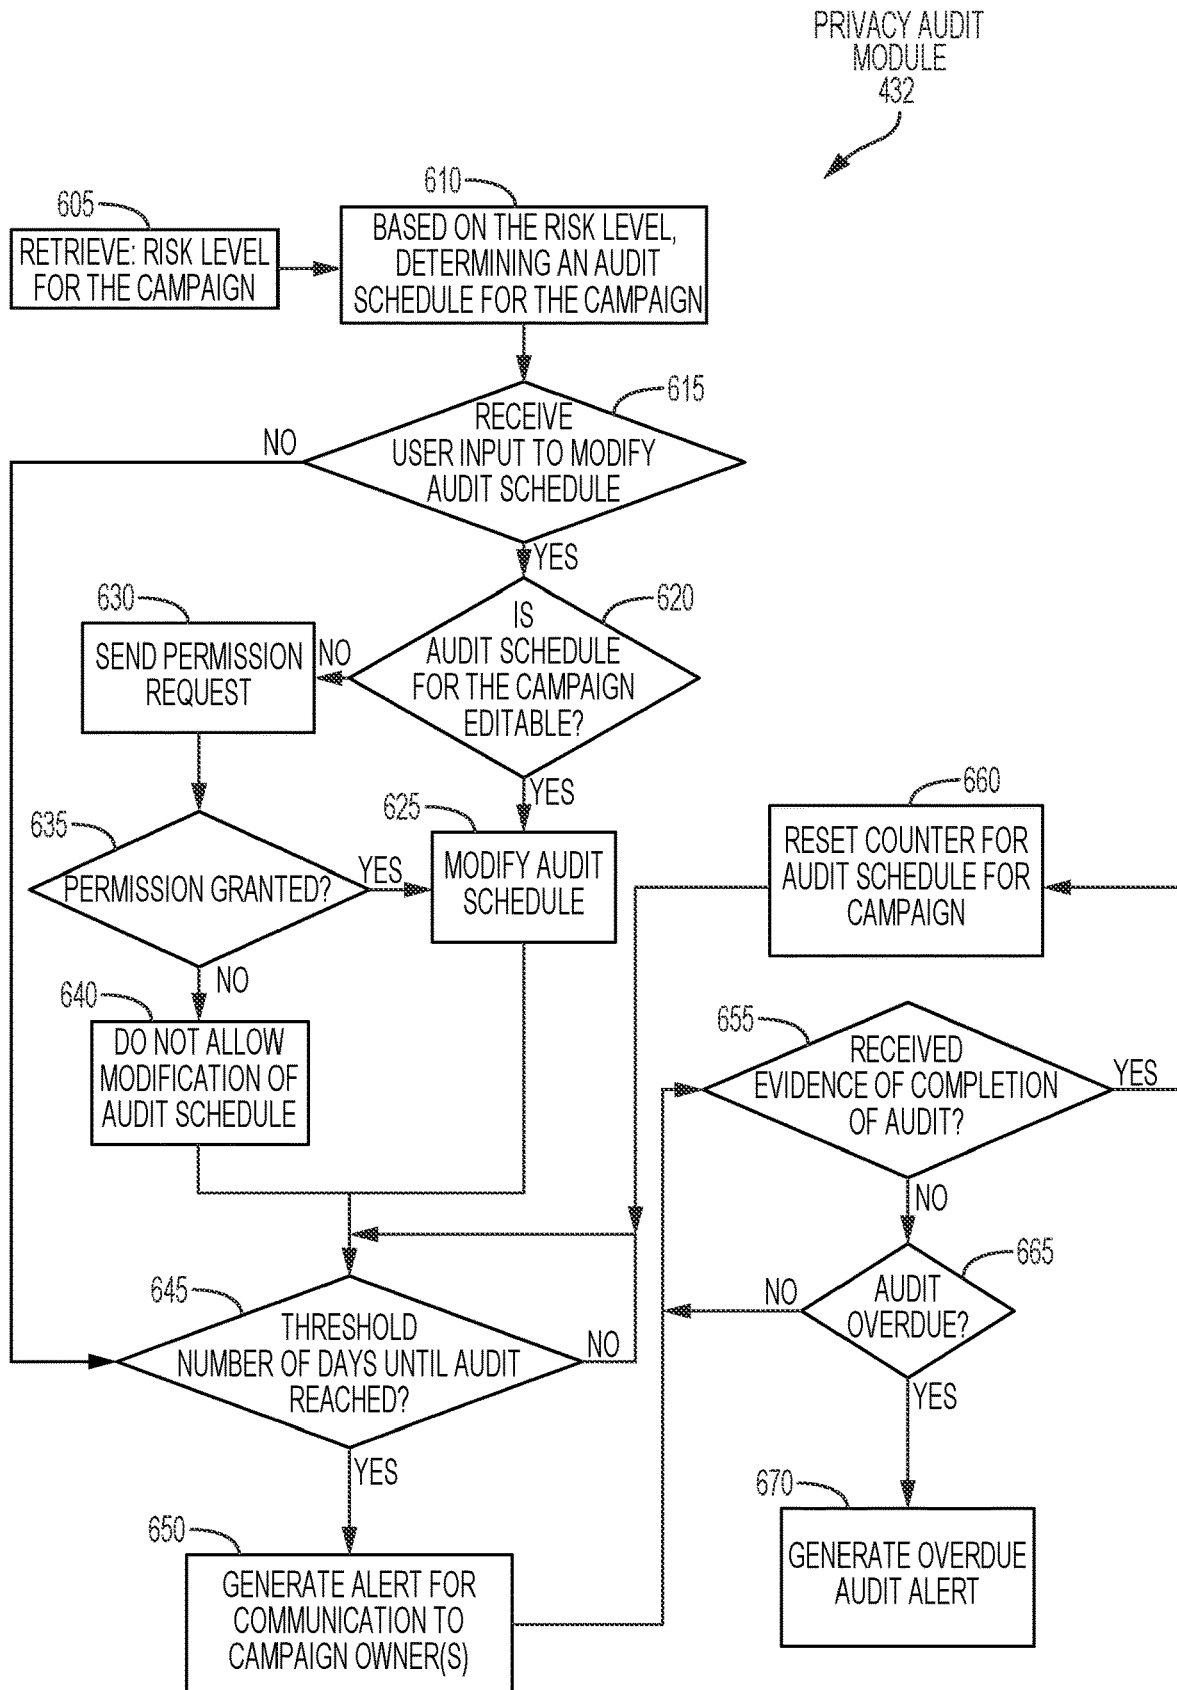 PRIVACY AUDIT
MODULE
432
605
RETRIEVE: RISK LEVEL
FOR THE CAMPAIGN
610
BASED ON THE RISK LEVEL,
DETERMINING AN AUDIT
SCHEDULE FOR THE CAMPAIGN
615
RECEIVE
USER INPUT TO MODIFY
AUDIT SCHEDULE
NO
YES
620
IS
AUDIT SCHEDULE
FOR THE CAMPAIGN
EDITABLE?
NO
YES
630
SEND PERMISSION
REQUEST
635
PERMISSION GRANTED?
YES
NO
625
MODIFY AUDIT
SCHEDULE
640
DO NOT ALLOW
MODIFICATION OF
AUDIT SCHEDULE
645
THRESHOLD
NUMBER OF DAYS UNTIL AUDIT
REACHED?
NO
YES
650
GENERATE ALERT FOR
COMMUNICATION TO
CAMPAIGN OWNER(S)
660
RESET COUNTER FOR
AUDIT SCHEDULE FOR
CAMPAIGN
655
RECEIVED
EVIDENCE OF COMPLETION
OF AUDIT?
YES
NO
665
AUDIT
OVERDUE?
NO
YES
670
GENERATE OVERDUE
AUDIT ALERT